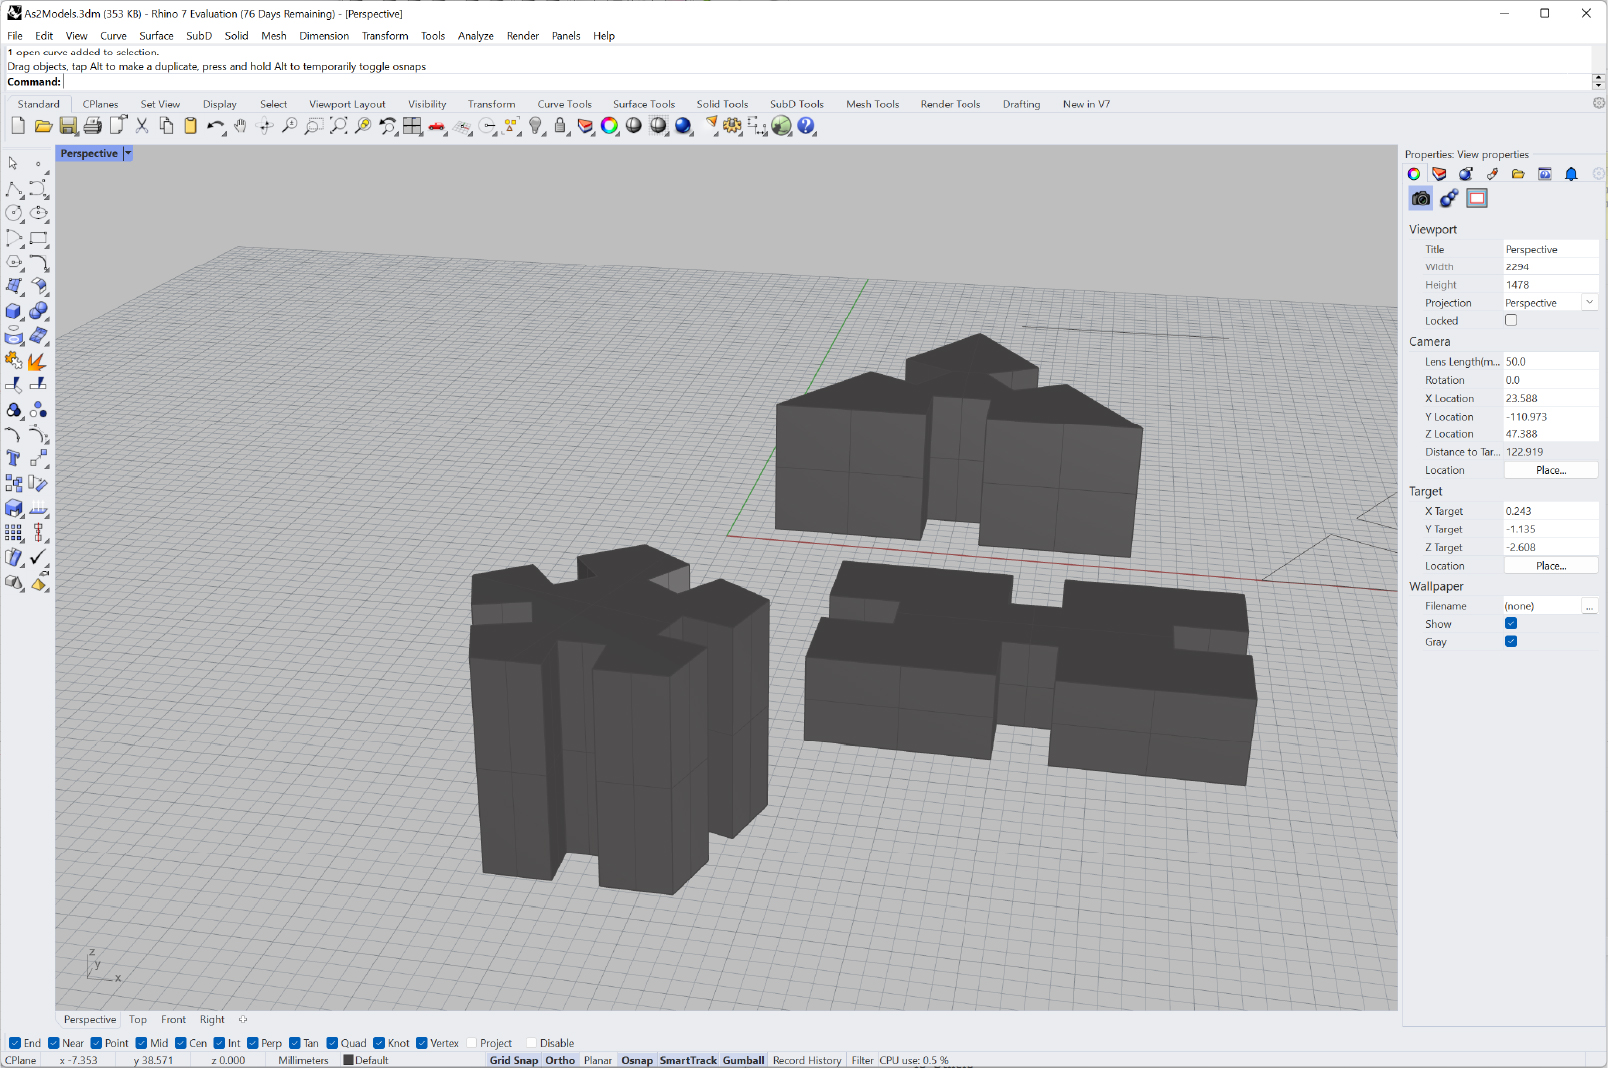 As2Models.3dm (353 KB) - Rhino 7 Evaluation (76 Days Remaining) - [Perspective]
File Edit View Curve Surface SubD Solid Mesh Dimension Transform Tools Analyze Render Panels Help
1 open curve added to selection.
Drag objects, tap Alt to make a duplicate, press and hold Alt to temporarily toggle osnaps
Command:
Standard CPlanes Set View Display Select Viewport Layout Visibility Transform Curve Tools Surface Tools Solid Tools SubD Tools Mesh Tools Render Tools Drafting New in V7
Perspective
Properties: View properties
Viewport
Title Perspective
Width 2294
Height 1478
Projection Perspective
Locked
Camera
Lens Length(m... 50.0
Rotation 0.0
X Location 23.588
Y Location -110.973
Z Location 47.388
Distance to Tar... 122.919
Location Place...
Target
X Target 0.243
Y Target -1.135
Z Target -2.608
Location Place...
Wallpaper
Filename (none) ...
Show
Gray
z
y
x
Perspective Top Front Right
End Near Point Mid Cen Int Perp Tan Quad Knot Vertex Project Disable
CPlane x -7.353 y 38.571 z 0.000 Millimeters Default Grid Snap Ortho Planar Osnap SmartTrack Gumball Record History Filter CPU use: 0.5 %